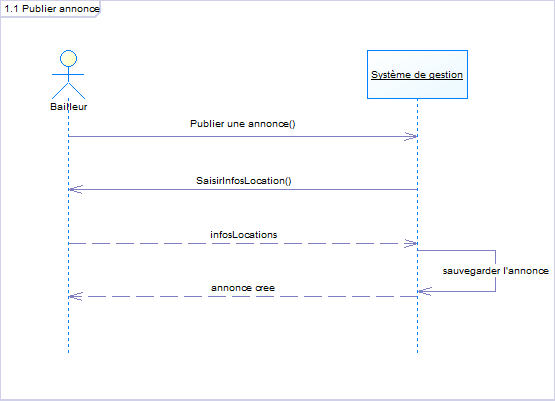 1.1 Publier annonce
Système de gestion
Bailleur
Publier une annonce()
SaisirInfosLocation()
infosLocations
sauvegarder l'annonce
annonce cree